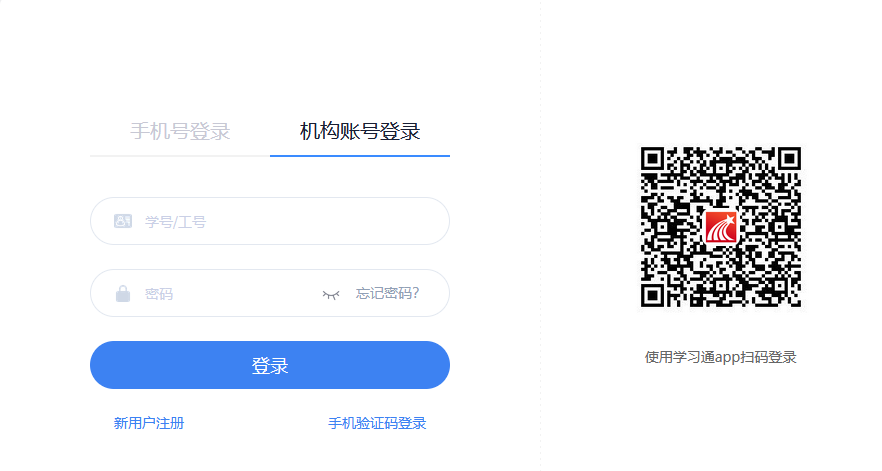 手机号登录
机构账号登录
学号/工号
密码
忘记密码?
登录
新用户注册
手机验证码登录
使用学习通app扫码登录